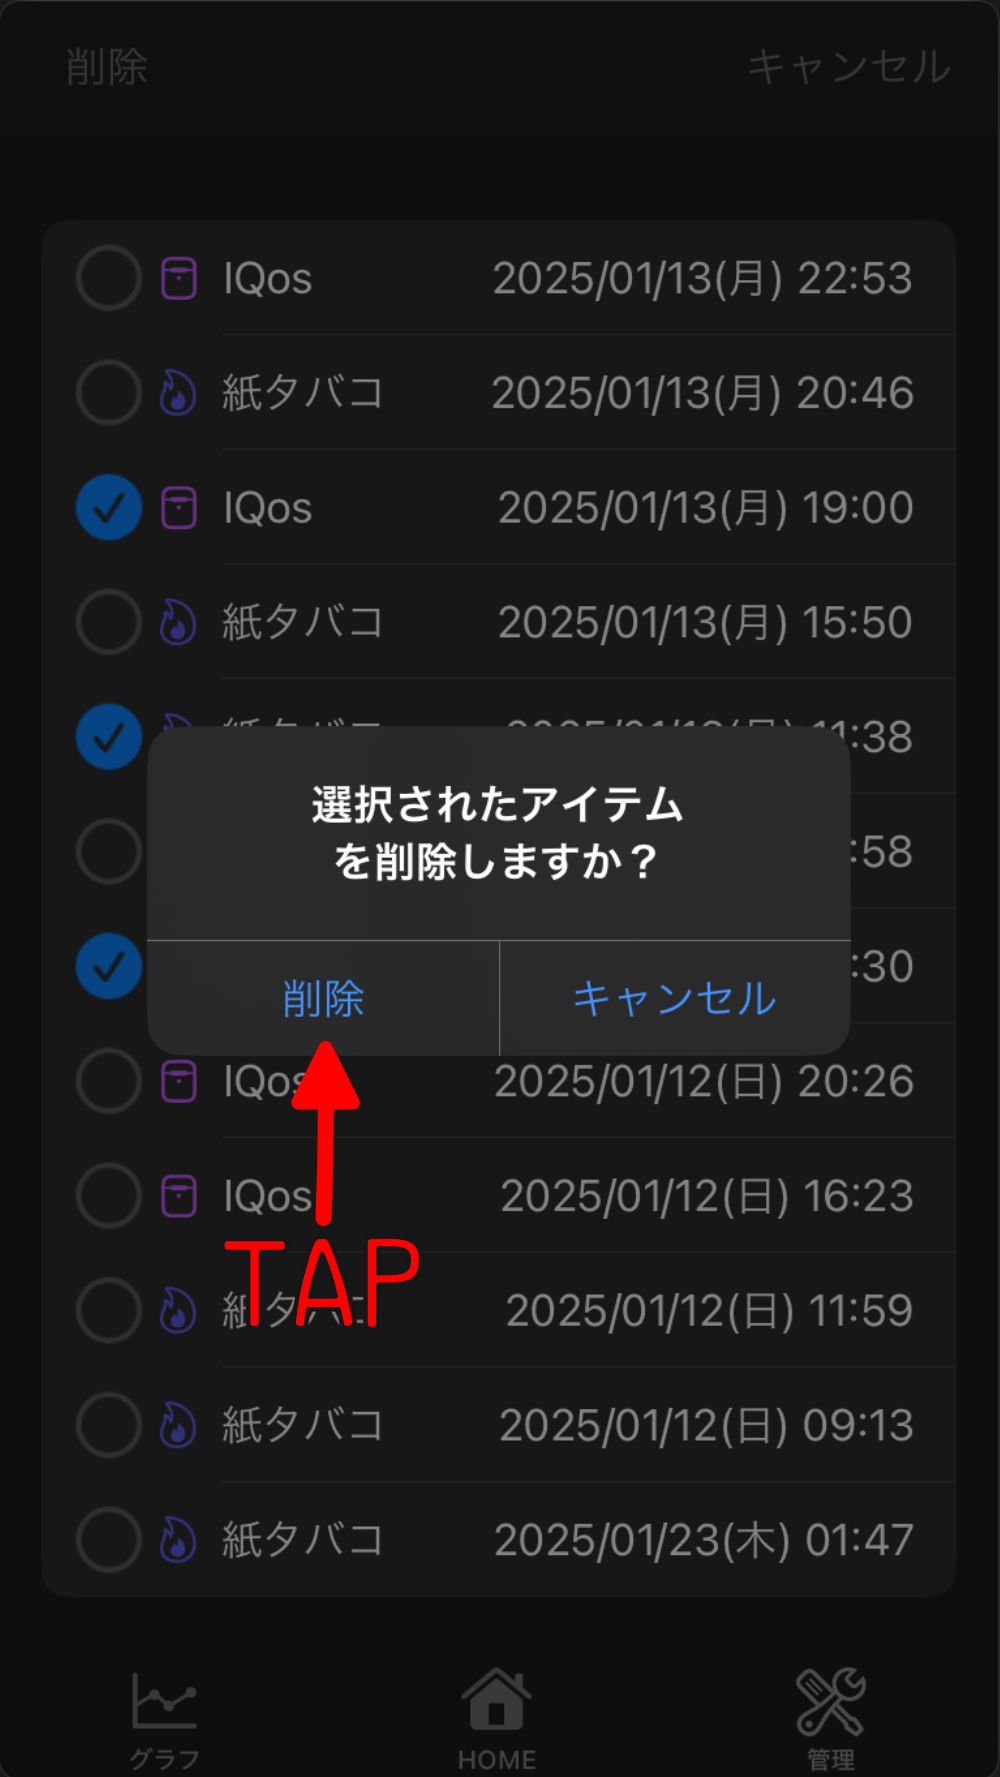 削除 キャンセル
IQos 2025/01/13(月) 22:53
紙タバコ 2025/01/13(月) 20:46
IQos 2025/01/13(月) 19:00
紙タバコ 2025/01/13(月) 15:50
:38
選択されたアイテム
を削除しますか？
:58
:30
削除 キャンセル
IQos 2025/01/12(日) 20:26
IQos 2025/01/12(日) 16:23
TAP
2025/01/12(日) 11:59
紙タバコ 2025/01/12(日) 09:13
紙タバコ 2025/01/23(木) 01:47
グラフ HOME 管理